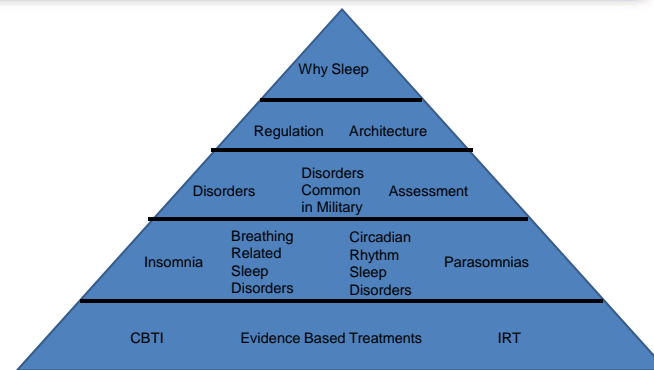 Why Sleep
Regulation Architecture
Disorders
Disorders
Common
in Military
Assessment
Insomnia
Breathing
Related
Sleep
Disorders
Circadian
Rhythm
Sleep
Disorders
Parasomnias
CBTI Evidence Based Treatments IRT